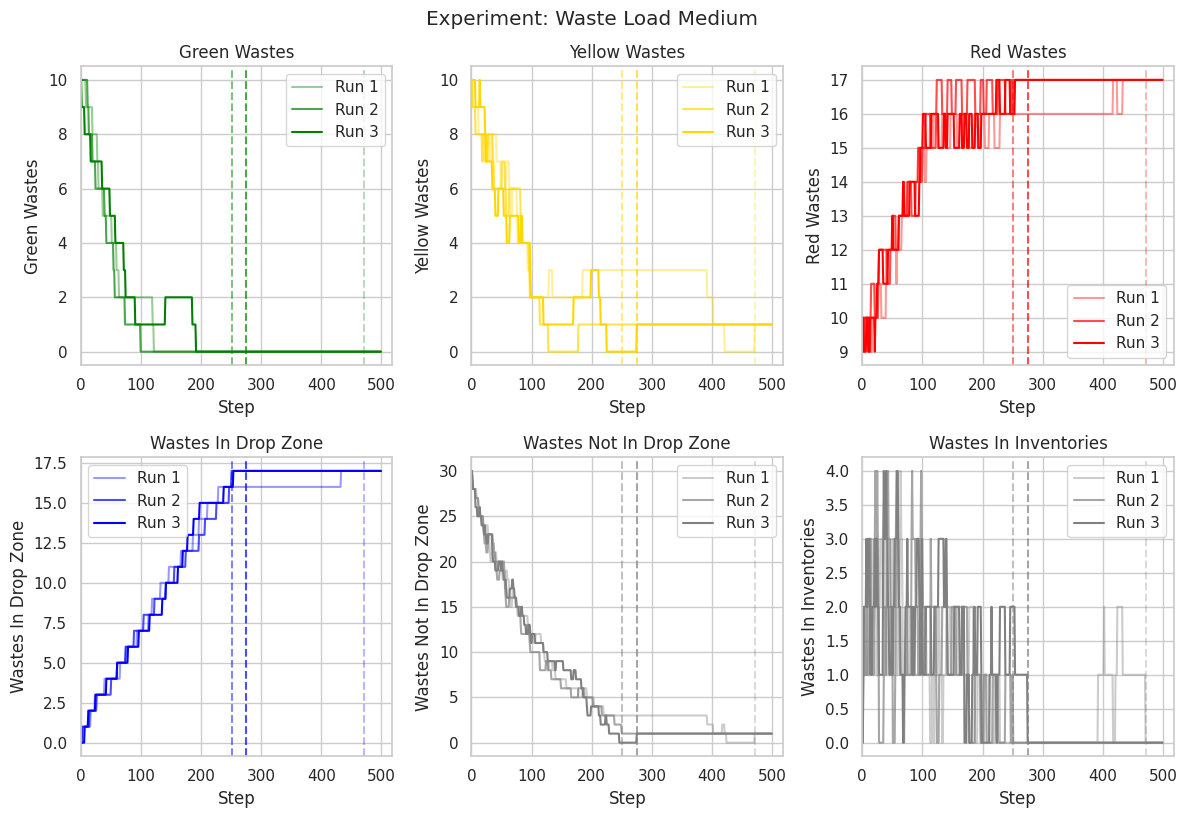 Experiment: Waste Load Medium
Green Wastes
Yellow Wastes
Red Wastes
Green Wastes
10
8
6
4
2
0
0 100 200 300 400 500
Step
Run 1
Run 2
Run 3
Yellow Wastes
10
8
6
4
2
0
0 100 200 300 400 500
Step
Run 1
Run 2
Run 3
Red Wastes
17
16
15
14
13
12
11
10
9
0 100 200 300 400 500
Step
Run 1
Run 2
Run 3
Wastes In Drop Zone
Wastes Not In Drop Zone
Wastes In Inventories
Wastes In Drop Zone
17.5
15.0
12.5
10.0
7.5
5.0
2.5
0.0
0 100 200 300 400 500
Step
Run 1
Run 2
Run 3
Wastes Not In Drop Zone
30
25
20
15
10
5
0
0 100 200 300 400 500
Step
Run 1
Run 2
Run 3
Wastes In Inventories
4.0
3.5
3.0
2.5
2.0
1.5
1.0
0.5
0.0
0 100 200 300 400 500
Step
Run 1
Run 2
Run 3